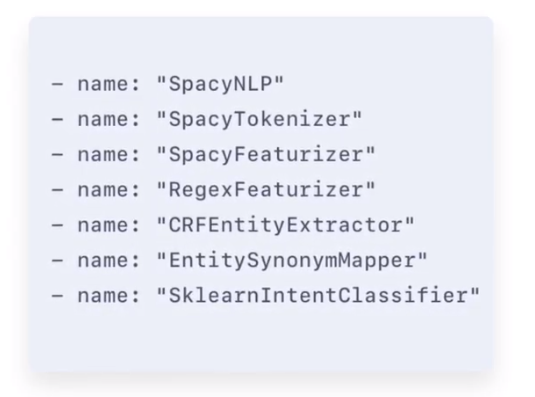 – name: "SpacyNLP"
– name: "SpacyTokenizer"
– name: "SpacyFeaturizer"
– name: "RegexFeaturizer"
– name: "CRFEntityExtractor"
– name: "EntitySynonymMapper"
– name: "SklearnIntentClassifier"